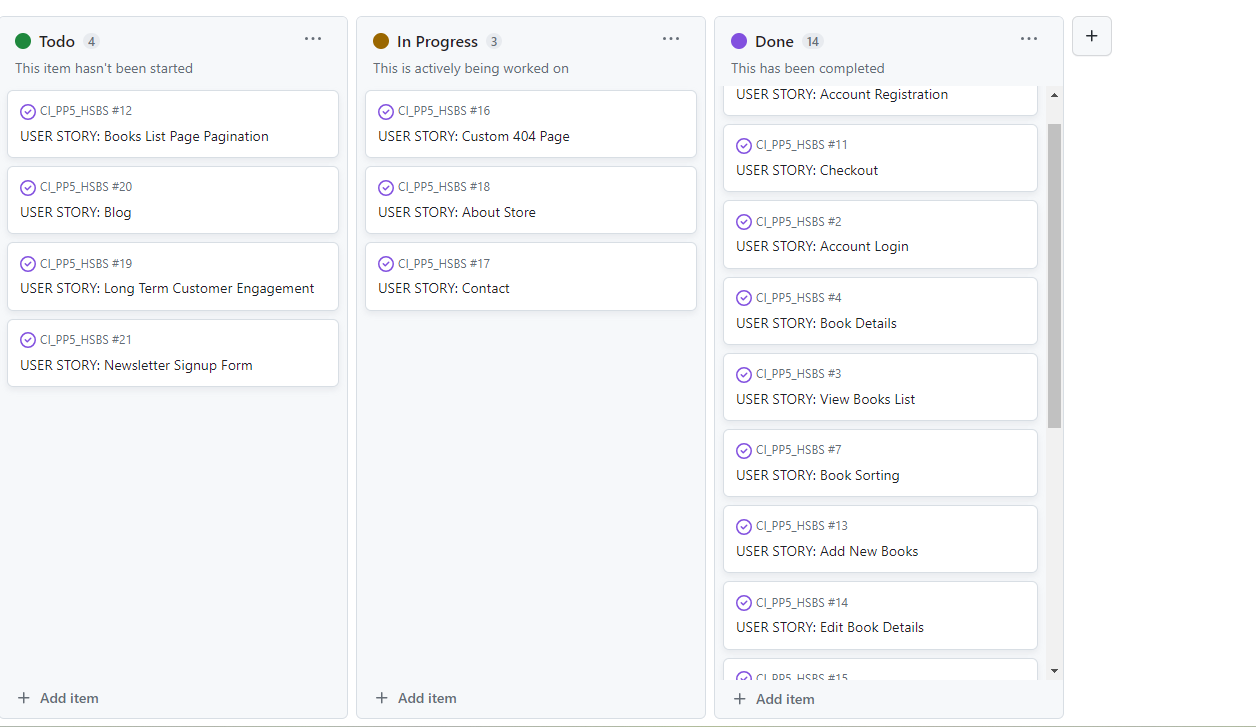 Todo 4
This item hasn't been started
CI_PP5_HSBS #12
USER STORY: Books List Page Pagination
CI_PP5_HSBS #20
USER STORY: Blog
CI_PP5_HSBS #19
USER STORY: Long Term Customer Engagement
CI_PP5_HSBS #21
USER STORY: Newsletter Signup Form
Add item
In Progress 3
This is actively being worked on
CI_PP5_HSBS #16
USER STORY: Custom 404 Page
CI_PP5_HSBS #18
USER STORY: About Store
CI_PP5_HSBS #17
USER STORY: Contact
Add item
Done 14
This has been completed
USER STORY: Account Registration
CI_PP5_HSBS #11
USER STORY: Checkout
CI_PP5_HSBS #2
USER STORY: Account Login
CI_PP5_HSBS #4
USER STORY: Book Details
CI_PP5_HSBS #3
USER STORY: View Books List
CI_PP5_HSBS #7
USER STORY: Book Sorting
CI_PP5_HSBS #13
USER STORY: Add New Books
CI_PP5_HSBS #14
USER STORY: Edit Book Details
CI_PP5_HSBS #15
Add item